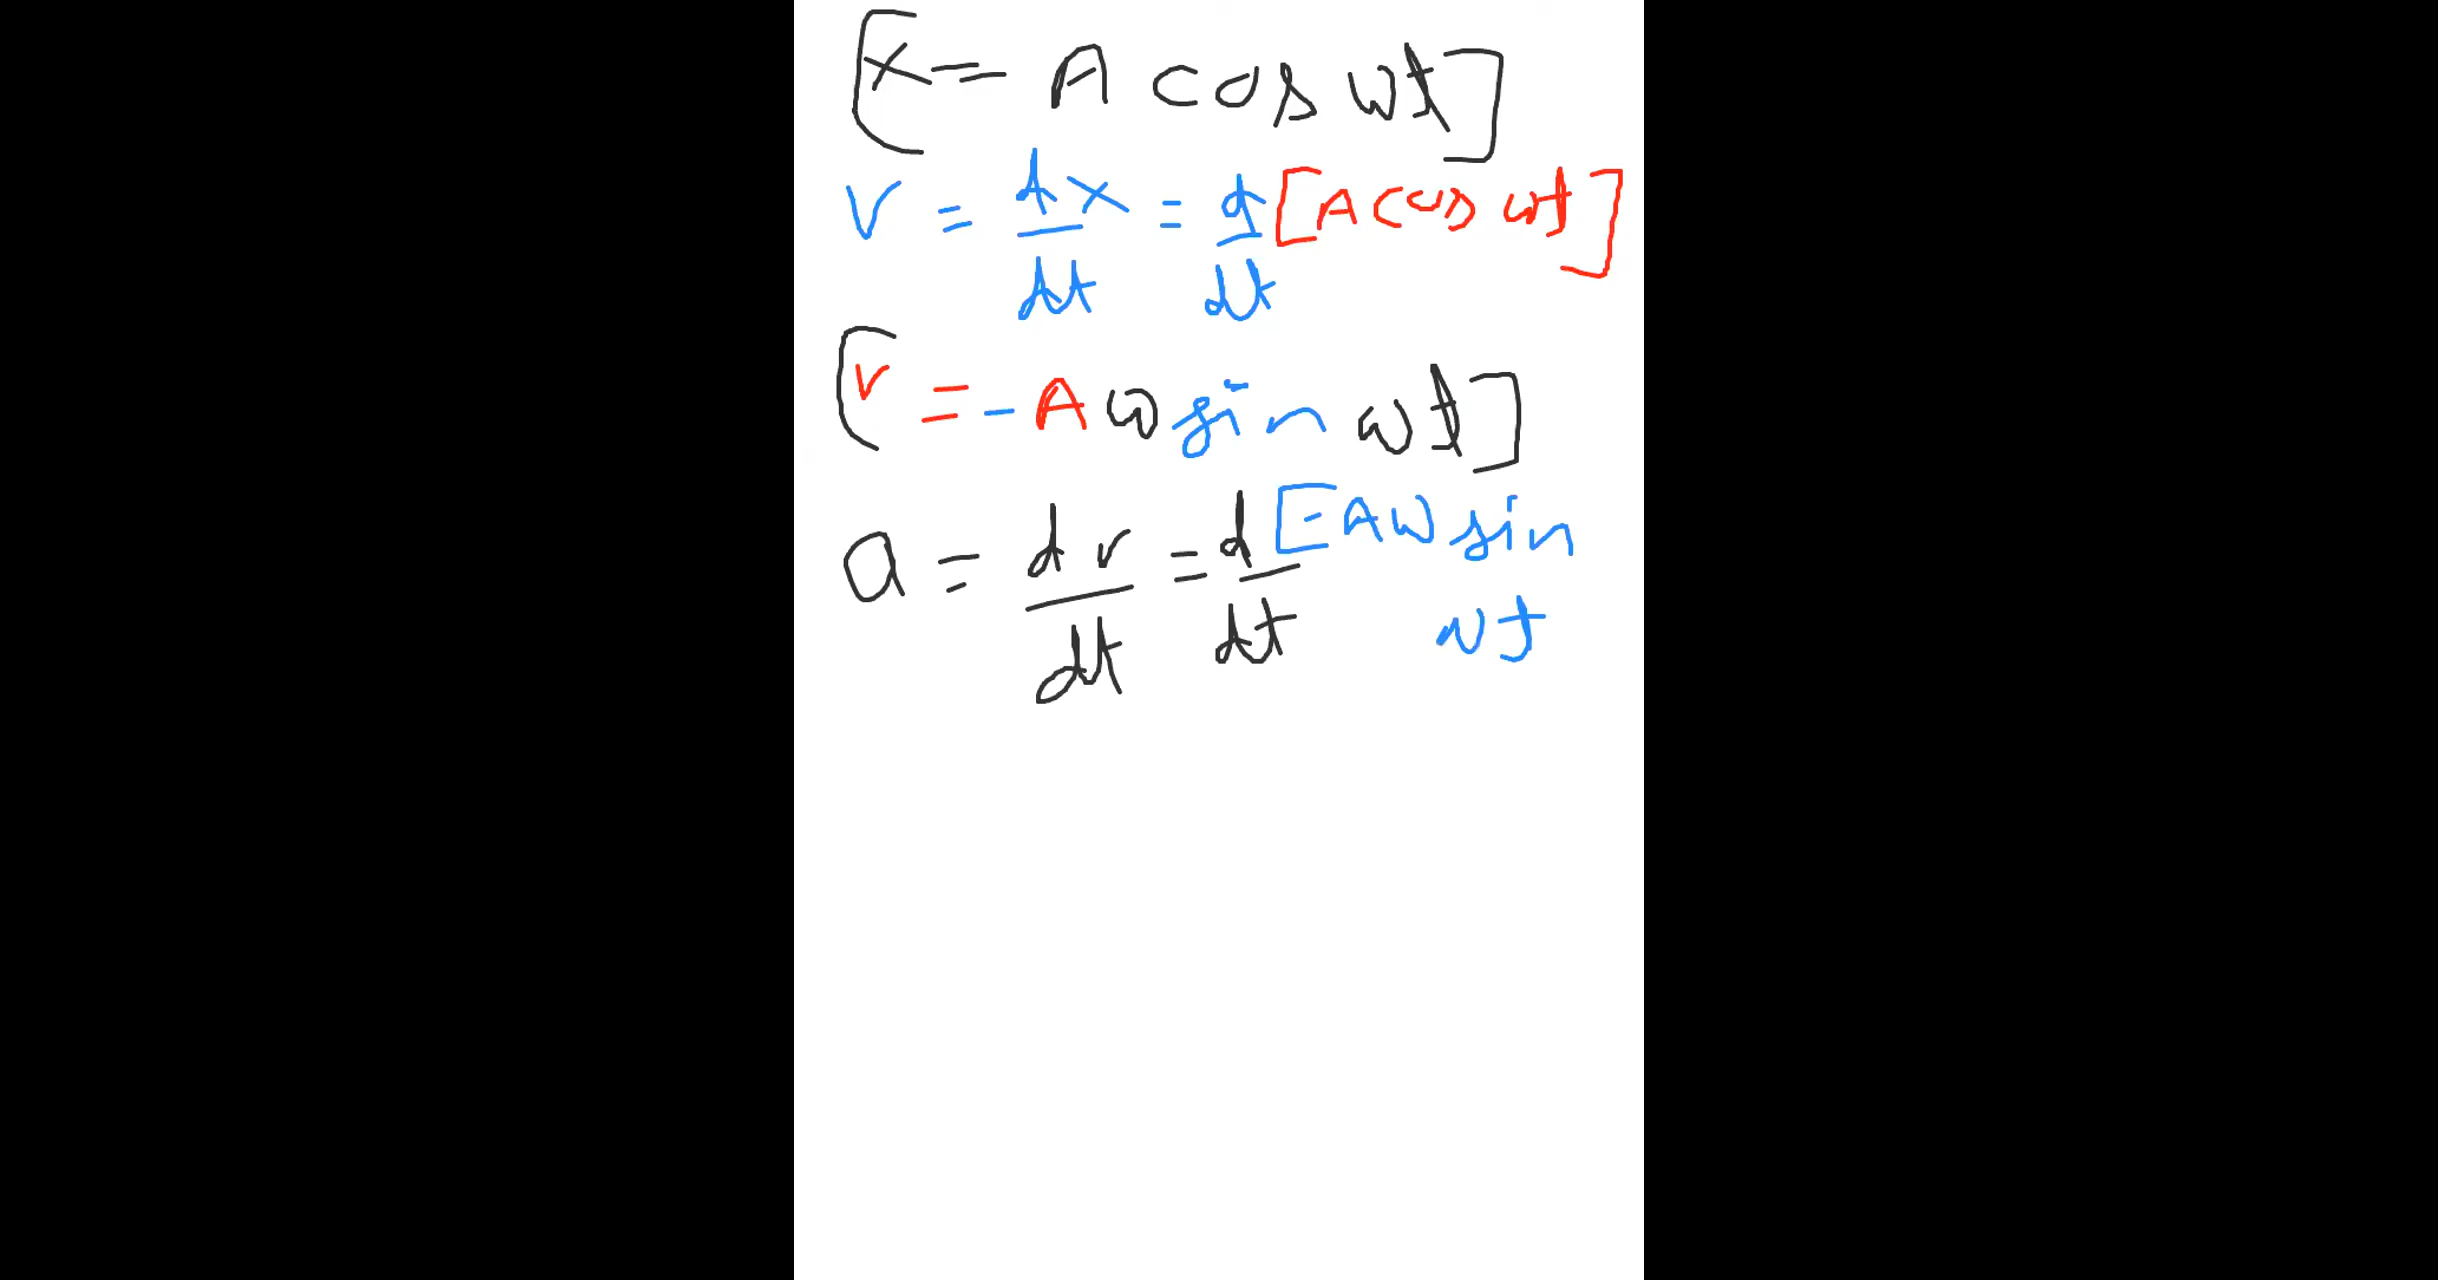 [x = A cos ωt]
v = dx/dt = d/dt [A cos ωt]
[v = -Aω sin ωt]
a = dv/dt = d/dt [-Aω sin
ωt